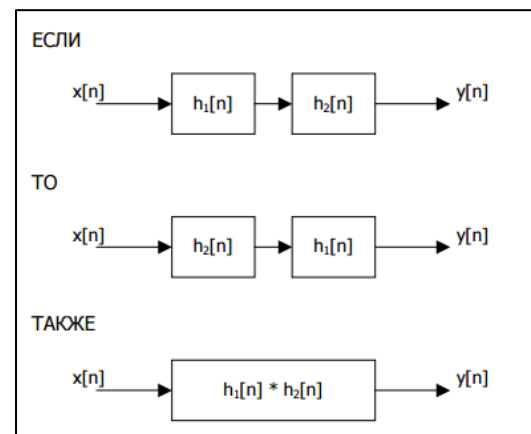 ЕСЛИ
x[n] h₁[n] h₂[n] y[n]
ТО
x[n] h₂[n] h₁[n] y[n]
ТАКЖЕ
x[n] h₁[n] * h₂[n] y[n]